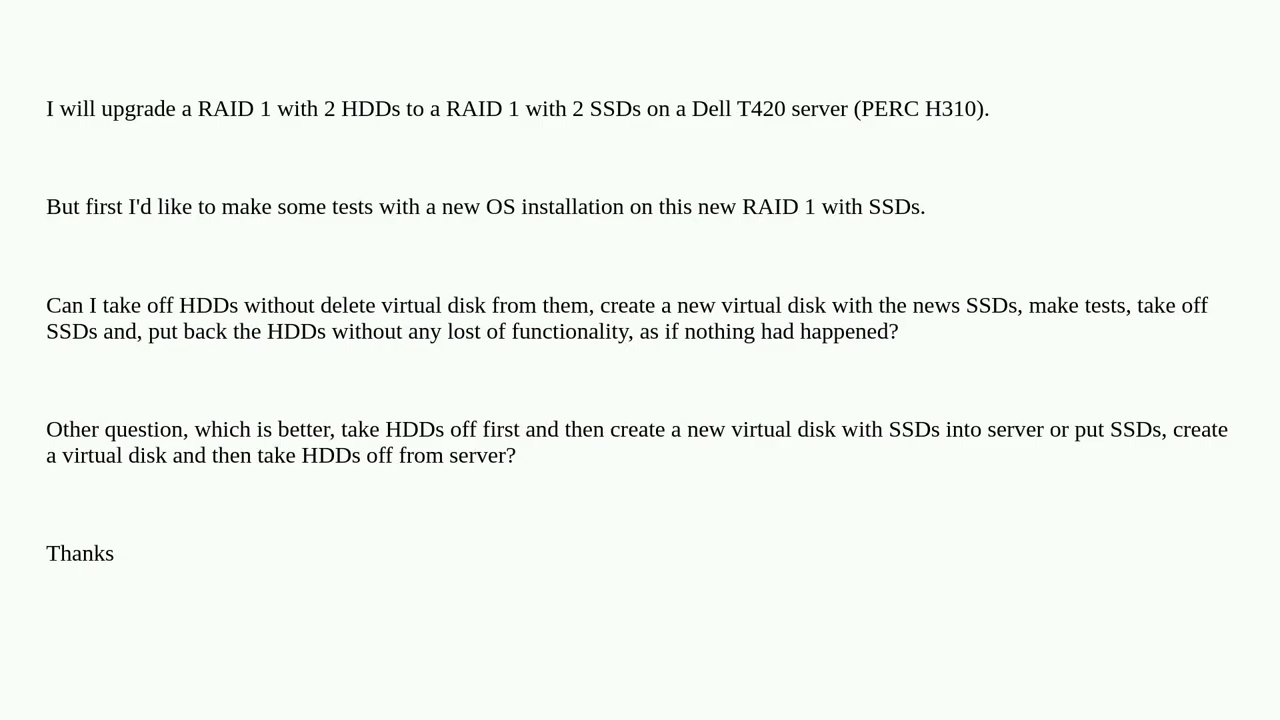 I will upgrade a RAID 1 with 2 HDDs to a RAID 1 with 2 SSDs on a Dell T420 server (PERC H310).
But first I'd like to make some tests with a new OS installation on this new RAID 1 with SSDs.
Can I take off HDDs without delete virtual disk from them, create a new virtual disk with the news SSDs, make tests, take off
SSDs and, put back the HDDs without any lost of functionality, as if nothing had happened?
Other question, which is better, take HDDs off first and then create a new virtual disk with SSDs into server or put SSDs, create
a virtual disk and then take HDDs off from server?
Thanks